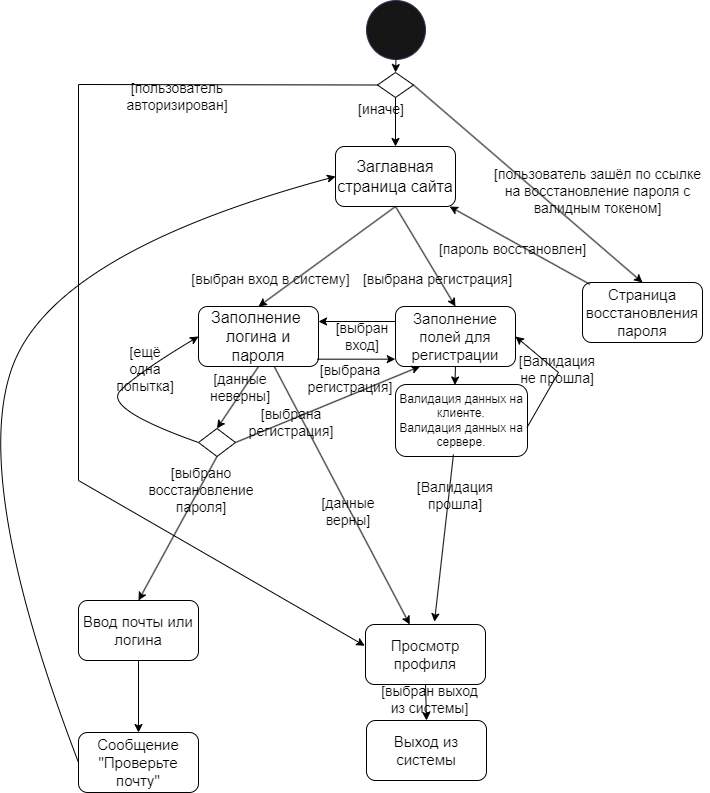 [пользователь
авторизирован]
[иначе]
Заглавная
страница сайта
[пользователь зашёл по ссылке
на восстановление пароля с
валидным токеном]
[пароль восстановлен]
[выбран вход в систему]
[выбрана регистрация]
Страница
восстановления
пароля
Заполнение
логина и
пароля
[выбран
вход]
Заполнение
полей для
регистрации
[ещё
одна
попытка]
[данные
неверны]
[выбрана
регистрация]
[Валидация
не прошла]
[выбрана
регистрация]
Валидация данных на
клиенте.
Валидация данных на
сервере.
[выбрано
восстановление
пароля]
[данные
верны]
[Валидация
прошла]
Ввод почты или
логина
Просмотр
профиля
[выбран выход
из системы]
Сообщение
"Проверьте
почту"
Выход из
системы